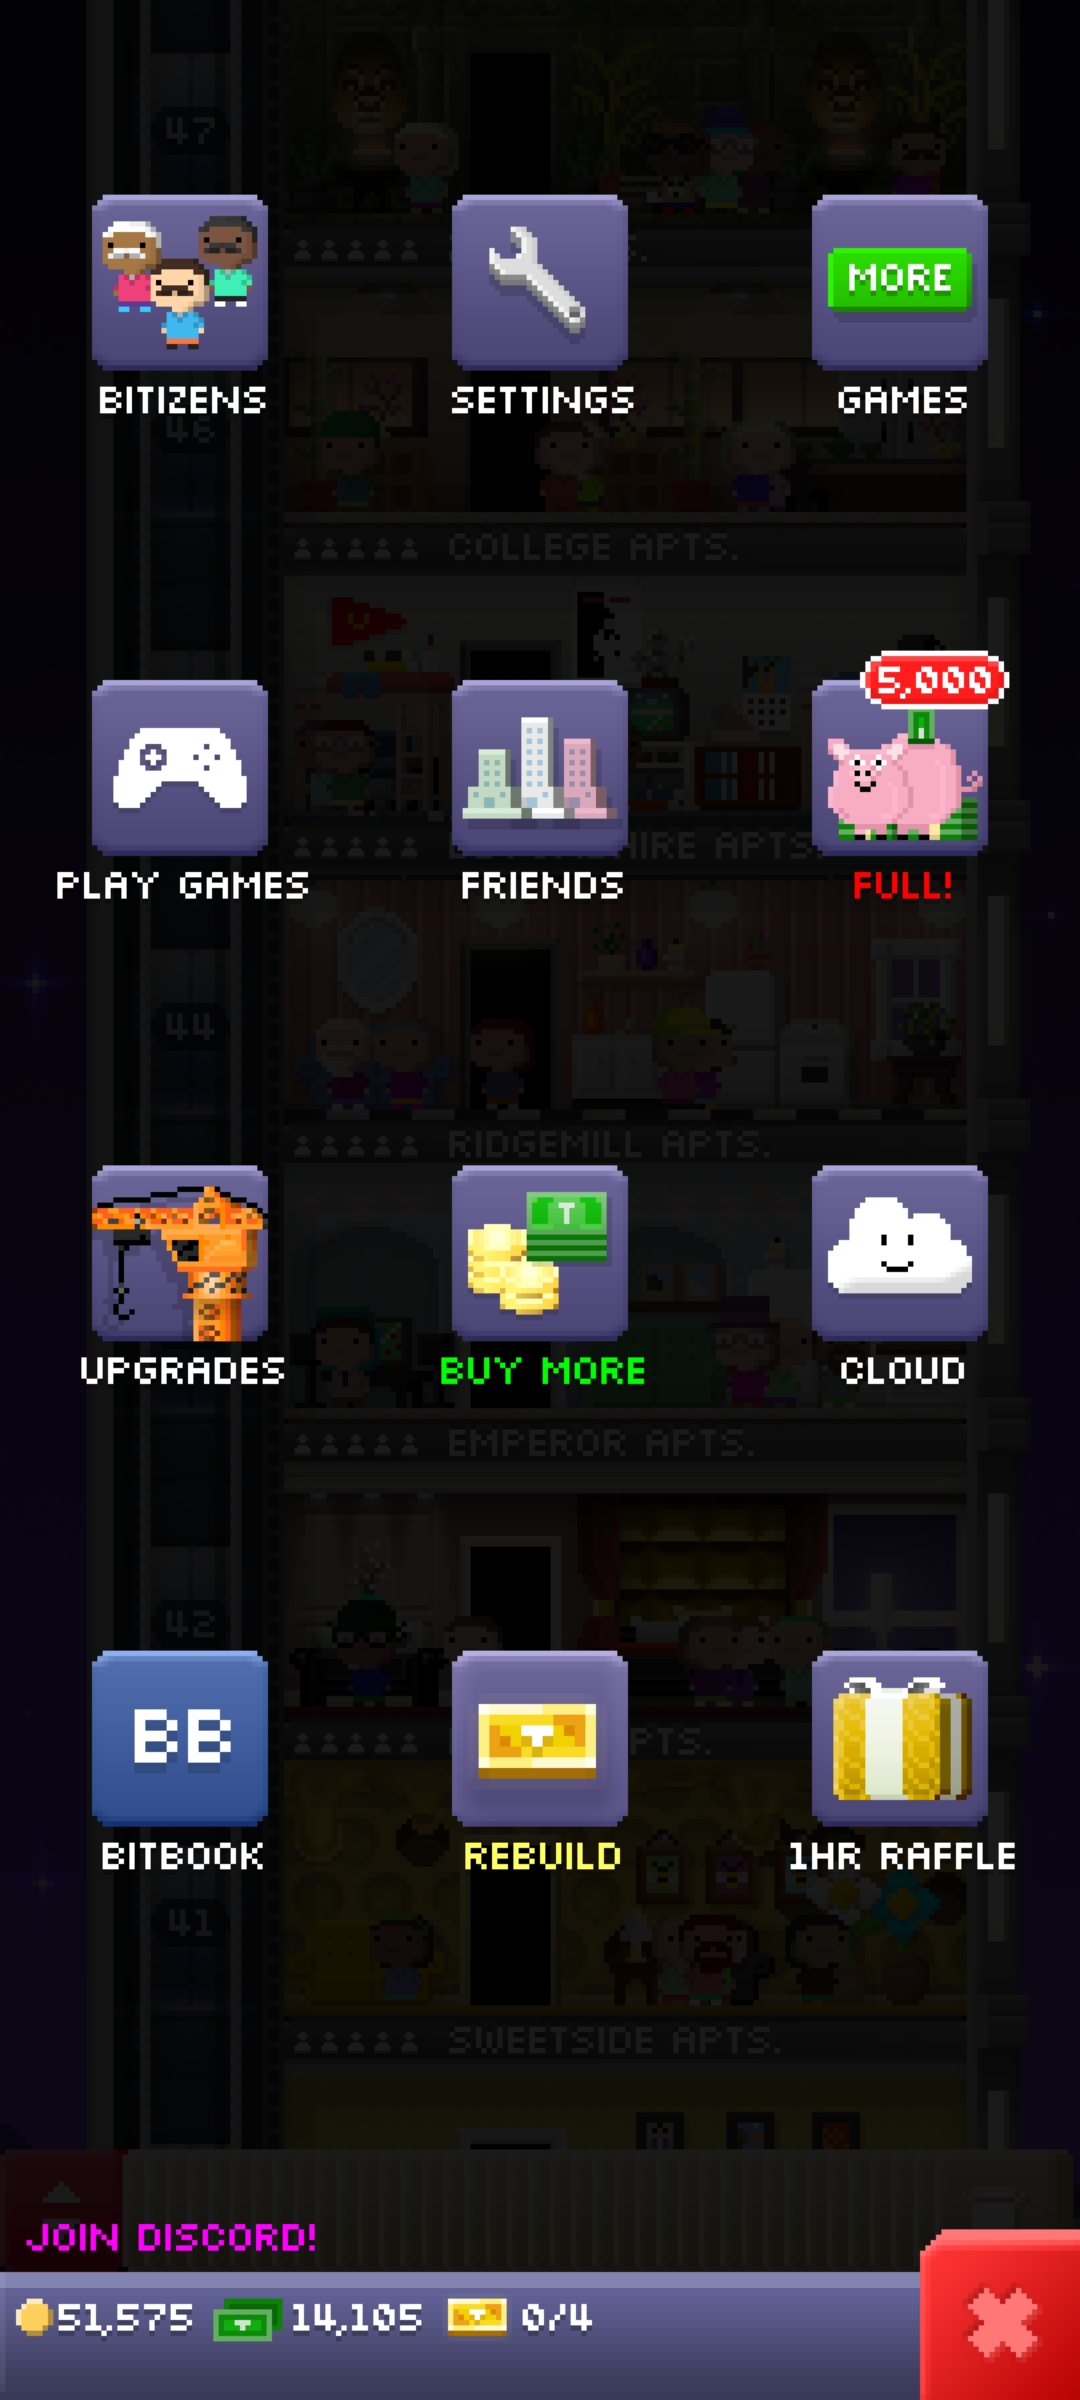 47
S.
MORE
BITIZENS
SETTINGS
GAMES
46
COLLEGE APTS.
5,000
HIRE APTS.
PLAY GAMES
FRIENDS
FULL!
44
RIDGEMILL APTS.
T
UPGRADES
BUY MORE
CLOUD
EMPEROR APTS.
42
PTS.
BB
BITBOOK
REBUILD
1HR RAFFLE
41
SWEETSIDE APTS.
JOIN DISCORD!
51,575 14,105 0/4